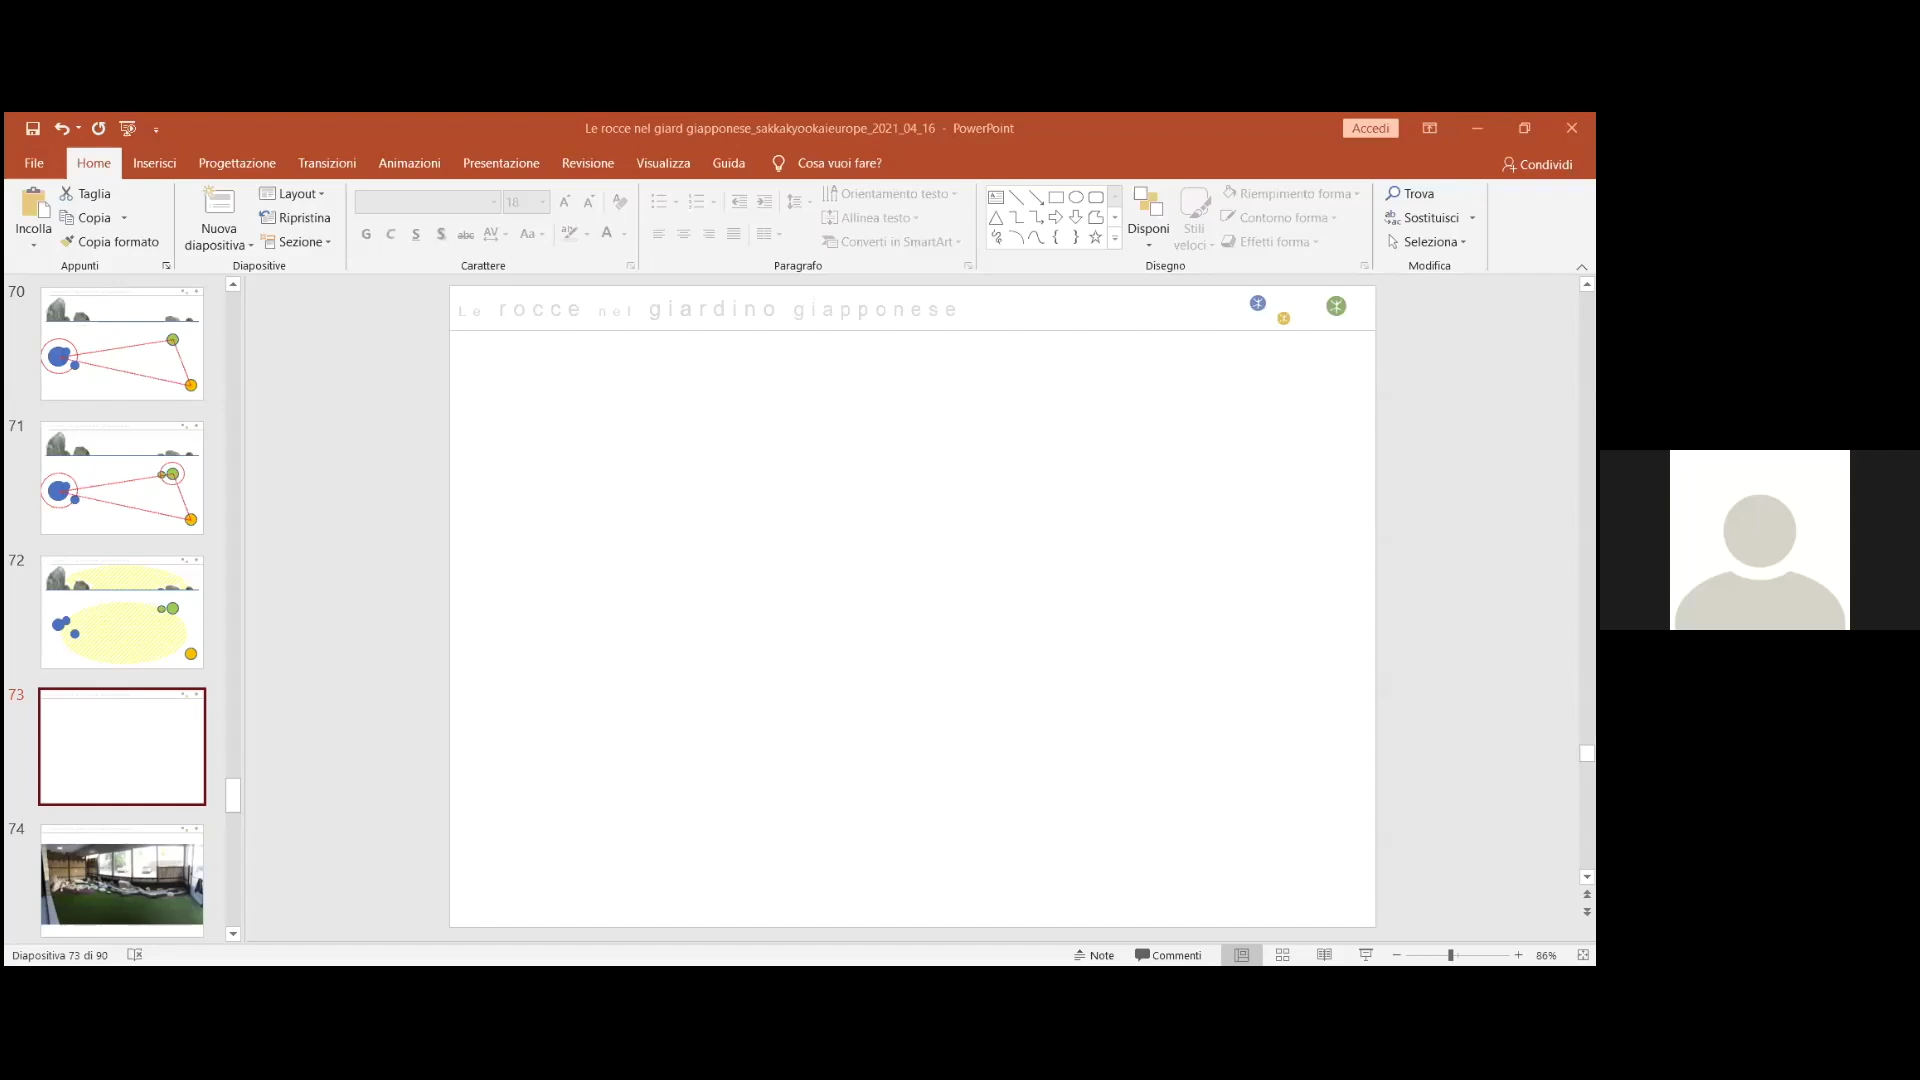 Le rocce nel giard giapponese_sakkakyookaieurope_2021_04_16 - PowerPoint
Accedi
File Home Inserisci Progettazione Transizioni Animazioni Presentazione Revisione Visualizza Guida Cosa vuoi fare? Condividi
Incolla
Taglia
Copia
Copia formato
Appunti
Nuova diapositiva
Layout
Ripristina
Sezione
Diapositive
18
G C S S abc AV Aa A
Carattere
Orientamento testo
Allinea testo
Converti in SmartArt
Paragrafo
Disponi
Stili veloci
Riempimento forma
Contorno forma
Effetti forma
Disegno
Trova
Sostituisci
Seleziona
Modifica
70
71
72
73
74
Le rocce nel giardino giapponese
Diapositiva 73 di 90
Note Commenti 86%